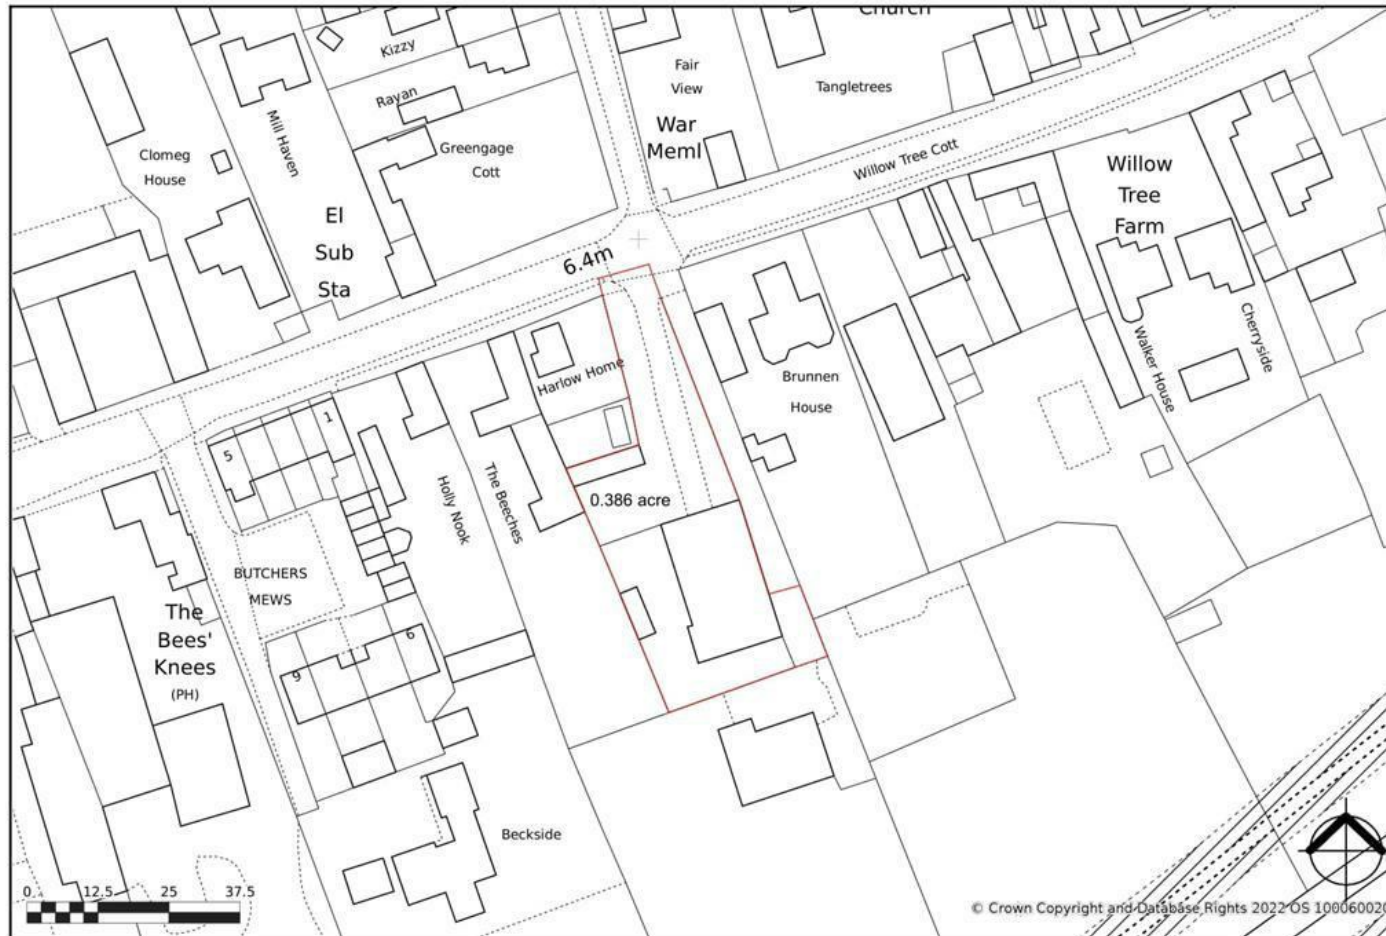 Church
Kizzy
Fair
View
Rayan
Tangletrees
War
Meml
Mill Haven
Greengage
Cott
Clomeg
House
Willow Tree Cott
Willow
Tree
Farm
El
Sub
Sta
6.4m
Harlow Home
Brunnen
House
Walker House
Cherryside
1
5
Holly Nook
The Beeches
0.386 acre
BUTCHERS
MEWS
The
Bees'
Knees
(PH)
6
9
Beckside
0 12.5 25 37.5
© Crown Copyright and Database Rights 2022 OS 100060020